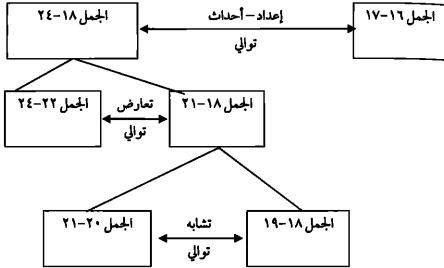 الجمل ١٦-١٧
إعداد-أحداث
توالي
الجمل ١٨-٢٤
الجمل ١٨-٢١
تعارض
توالي
الجمل ٢٢-٢٤
الجمل ١٨-١٩
تشابه
توالي
الجمل ٢٠-٢١